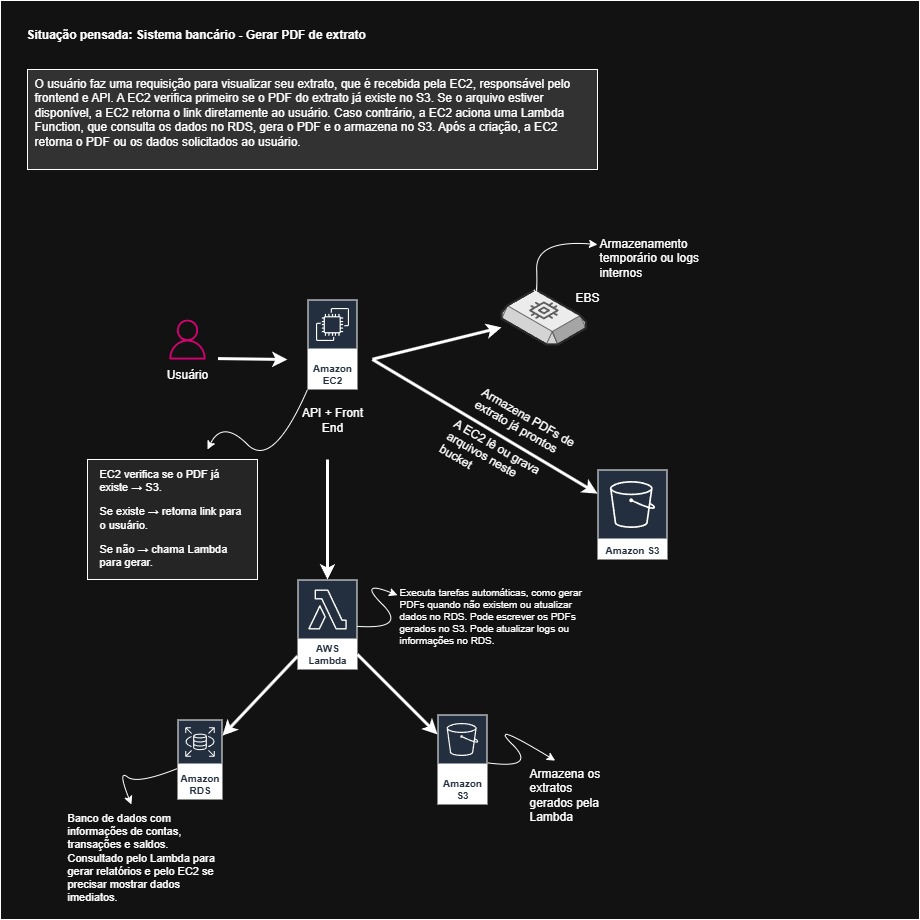 Situação pensada: Sistema bancário - Gerar PDF de extrato
O usuário faz uma requisição para visualizar seu extrato, que é recebida pela EC2, responsável pelo
frontend e API. A EC2 verifica primeiro se o PDF do extrato já existe no S3. Se o arquivo estiver
disponível, a EC2 retorna o link diretamente ao usuário. Caso contrário, a EC2 aciona uma Lambda
Function, que consulta os dados no RDS, gera o PDF e o armazena no S3. Após a criação, a EC2
retorna o PDF ou os dados solicitados ao usuário.
Armazenamento
temporário ou logs
internos
EBS
Usuário
Amazon
EC2
API + Front
End
Armazena PDFs de
extrato já prontos
A EC2 lê ou grava
arquivos neste
bucket
EC2 verifica se o PDF já
existe → S3.
Se existe → retorna link para
o usuário.
Se não → chama Lambda
para gerar.
Amazon S3
Executa tarefas automáticas, como gerar
PDFs quando não existem ou atualizar
dados no RDS. Pode escrever os PDFs
gerados no S3. Pode atualizar logs ou
informações no RDS.
AWS
Lambda
Amazon
RDS
Amazon
S3
Armazena os
extratos
gerados pela
Lambda
Banco de dados com
informações de contas,
transações e saldos.
Consultado pelo Lambda para
gerar relatórios e pelo EC2 se
precisar mostrar dados
imediatos.